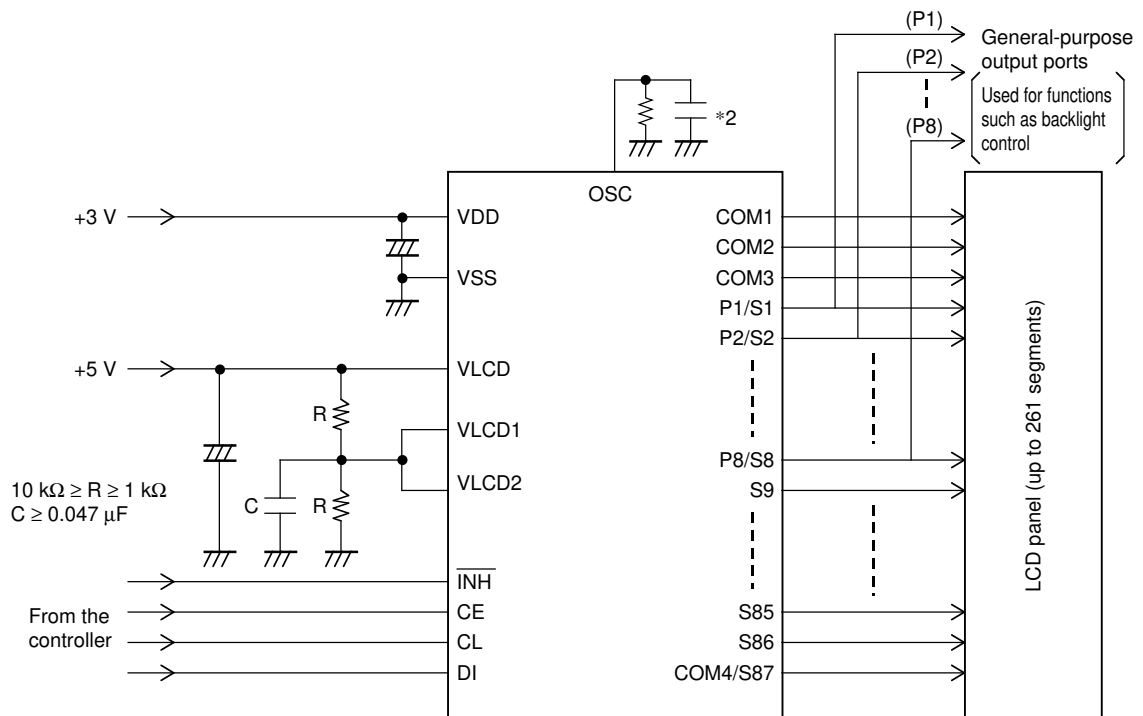 (P1)
General-purpose
output ports
(P2)
Used for functions
such as backlight
control
(P8)
*2
OSC
+3 V
VDD
VSS
+5 V
VLCD
R
VLCD1
VLCD2
C
R
10 kΩ ≥ R ≥ 1 kΩ
C ≥ 0.047 μF
INH
From the
controller
CE
CL
DI
COM1
COM2
COM3
P1/S1
P2/S2
P8/S8
S9
S85
S86
COM4/S87
LCD panel (up to 261 segments)